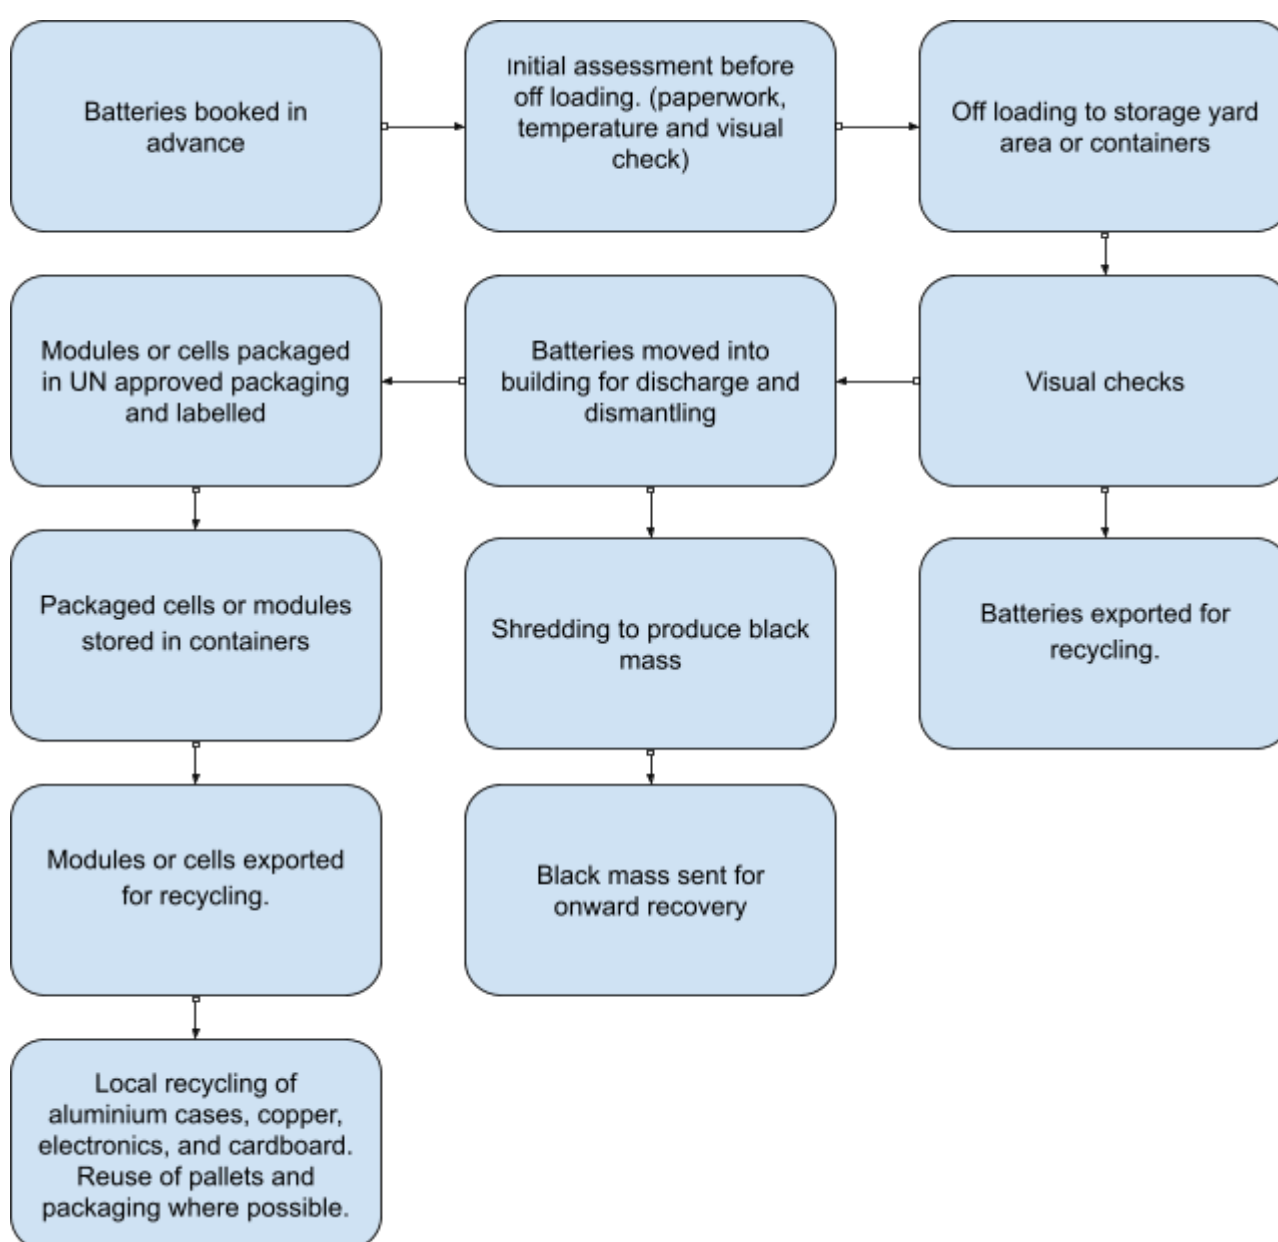 Batteries booked in
advance
Initial assessment before
off loading. (paperwork,
temperature and visual
check)
Off loading to storage yard
area or containers
Modules or cells packaged
in UN approved packaging
and labelled
Batteries moved into
building for discharge and
dismantling
Visual checks
Packaged cells or modules
stored in containers
Shredding to produce black
mass
Batteries exported for
recycling.
Modules or cells exported
for recycling.
Black mass sent for
onward recovery
Local recycling of
aluminium cases, copper,
electronics, and cardboard.
Reuse of pallets and
packaging where possible.